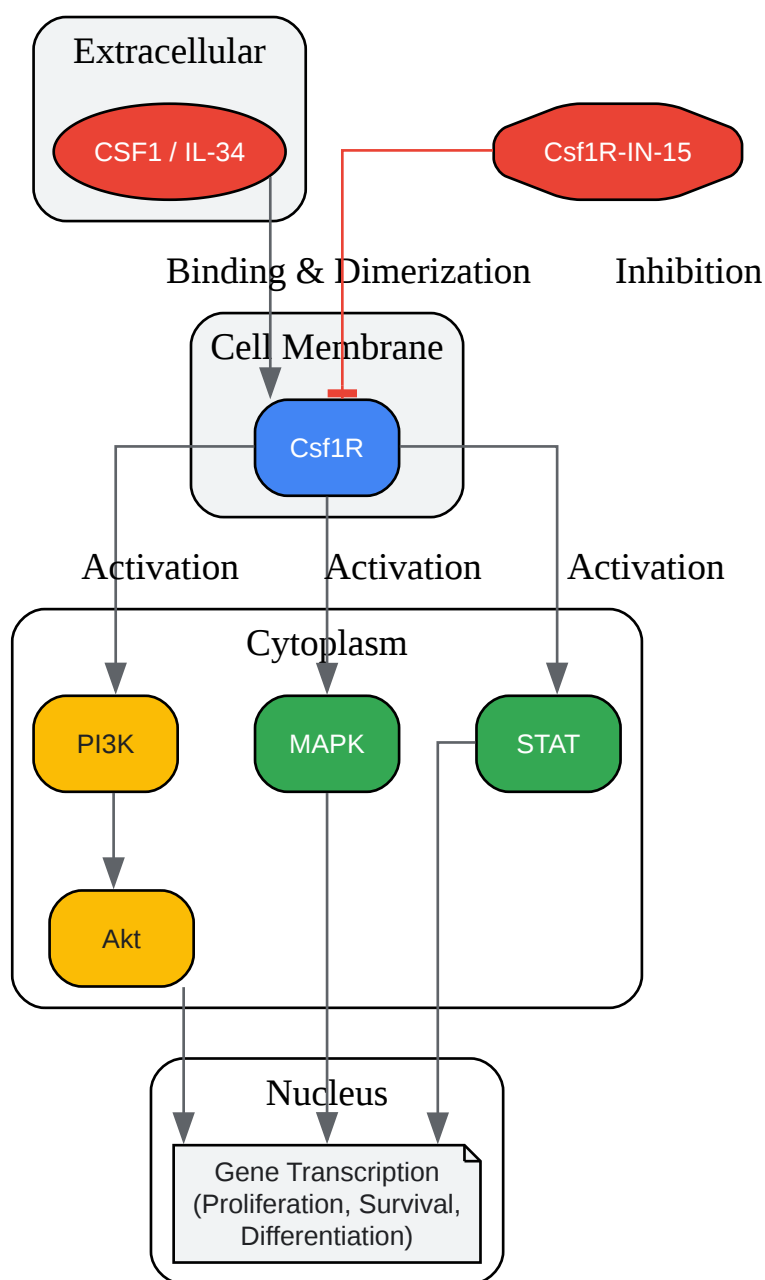 Extracellular
CSF1 / IL-34
Csf1R-IN-15
Binding & Dimerization
Inhibition
Cell Membrane
Csf1R
Activation
Activation
Activation
Cytoplasm
PI3K
MAPK
STAT
Akt
Nucleus
Gene Transcription
(Proliferation, Survival,
Differentiation)